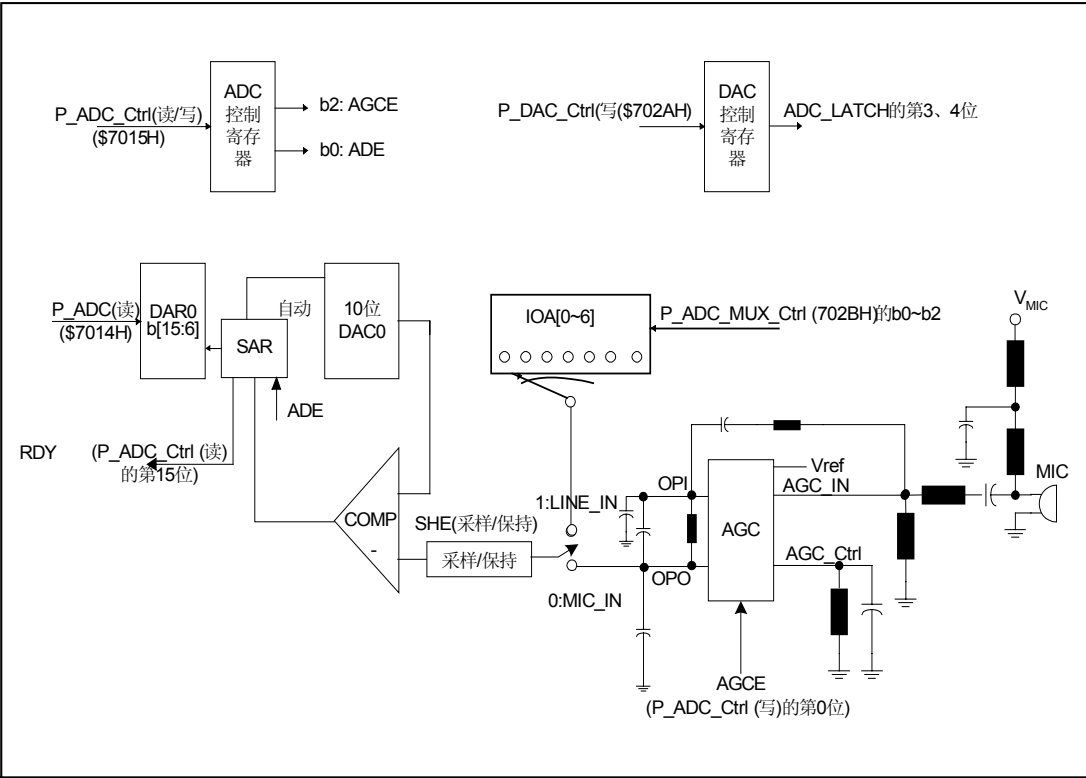 P_ADC_Ctrl(读/写)
($7015H)
ADC
控制
寄存
器
b2: AGCE
b0: ADE
P_DAC_Ctrl(写($702AH)
DAC
控制
寄存
器
ADC_LATCH的第3、4位
P_ADC(读)
($7014H)
DAR0
b[15:6]
SAR
自动
10位
DAC0
ADE
RDY
(P_ADC_Ctrl (读)
的第15位)
COMP
-
SHE(采样/保持)
采样/保持
IOA[0~6]
P_ADC_MUX_Ctrl (702BH)的b0~b2
1:LINE_IN
0:MIC_IN
OPI
OPO
AGC
Vref
AGC_IN
AGC_Ctrl
VMIC
MIC
AGCE
(P_ADC_Ctrl (写)的第0位)